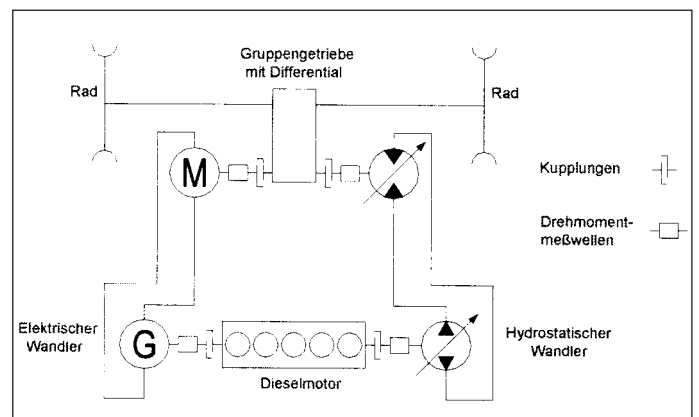 Gruppengetriebe
mit Differential
Rad
Rad
M
Kupplungen
Drehmoment-
meßwellen
Elektrischer
Wandler
G
Dieselmotor
Hydrostatischer
Wandler